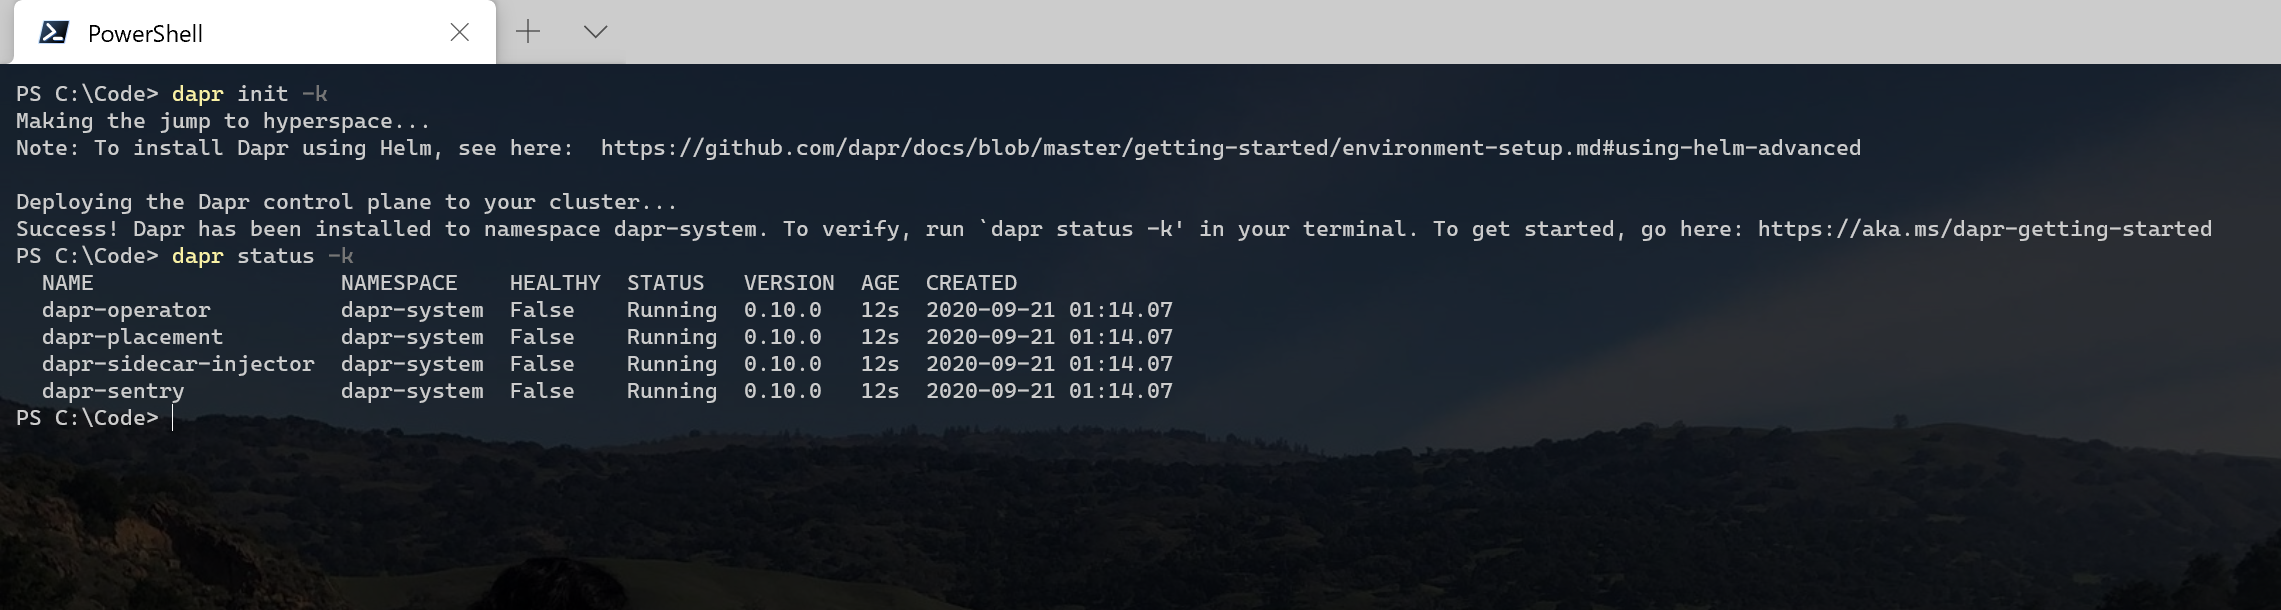 PowerShell
PS C:\Code> dapr init -k
Making the jump to hyperspace...
Note: To install Dapr using Helm, see here:  https://github.com/dapr/docs/blob/master/getting-started/environment-setup.md#using-helm-advanced
Deploying the Dapr control plane to your cluster...
Success! Dapr has been installed to namespace dapr-system. To verify, run `dapr status -k' in your terminal. To get started, go here: https://aka.ms/dapr-getting-started
PS C:\Code> dapr status -k
  NAME                   NAMESPACE    HEALTHY  STATUS   VERSION  AGE  CREATED
  dapr-operator          dapr-system  False    Running  0.10.0   12s  2020-09-21 01:14.07
  dapr-placement         dapr-system  False    Running  0.10.0   12s  2020-09-21 01:14.07
  dapr-sidecar-injector  dapr-system  False    Running  0.10.0   12s  2020-09-21 01:14.07
  dapr-sentry            dapr-system  False    Running  0.10.0   12s  2020-09-21 01:14.07
PS C:\Code>